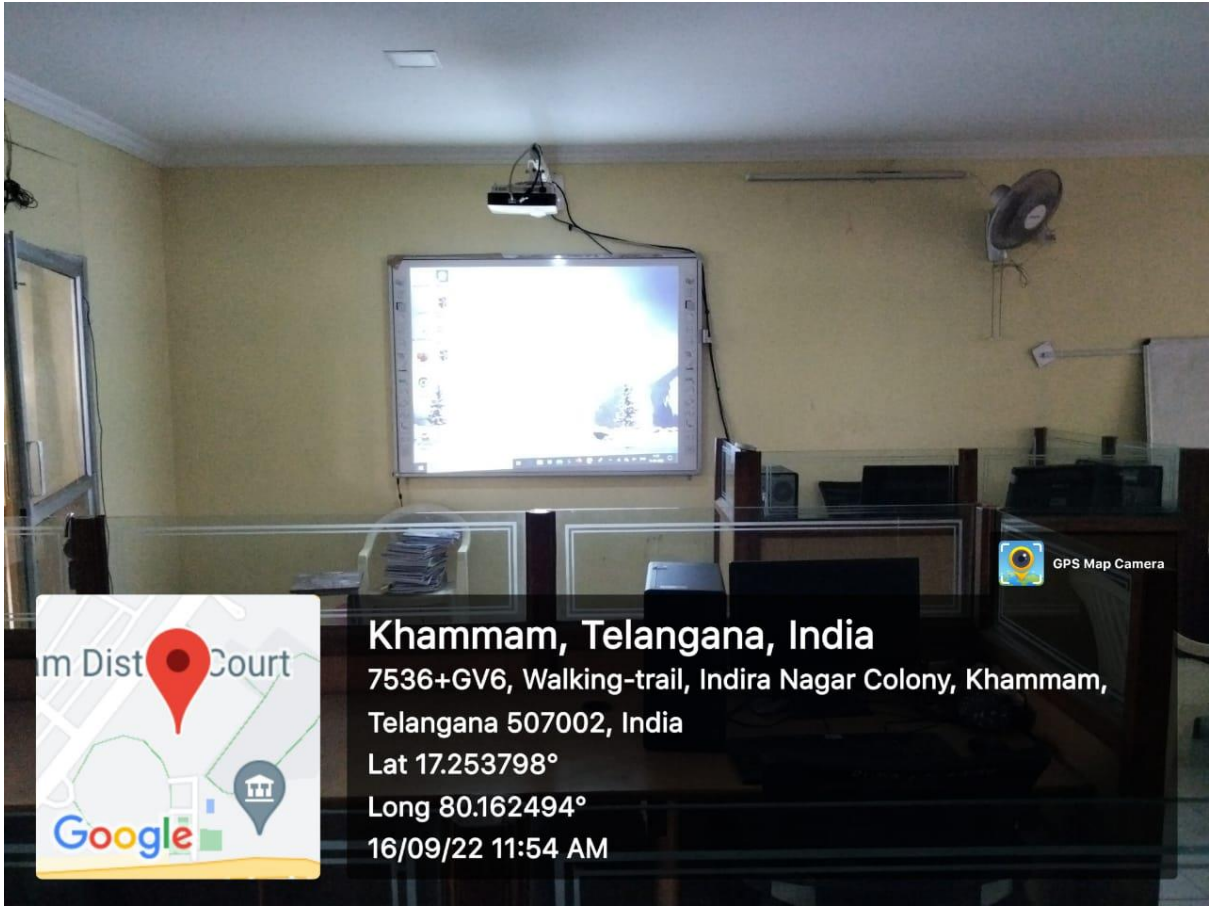 GPS Map Camera
Khammam, Telangana, India
7536+GV6, Walking-trail, Indira Nagar Colony, Khammam,
Telangana 507002, India
Lat 17.253798°
Long 80.162494°
16/09/22 11:54 AM
m Dist Court
Google